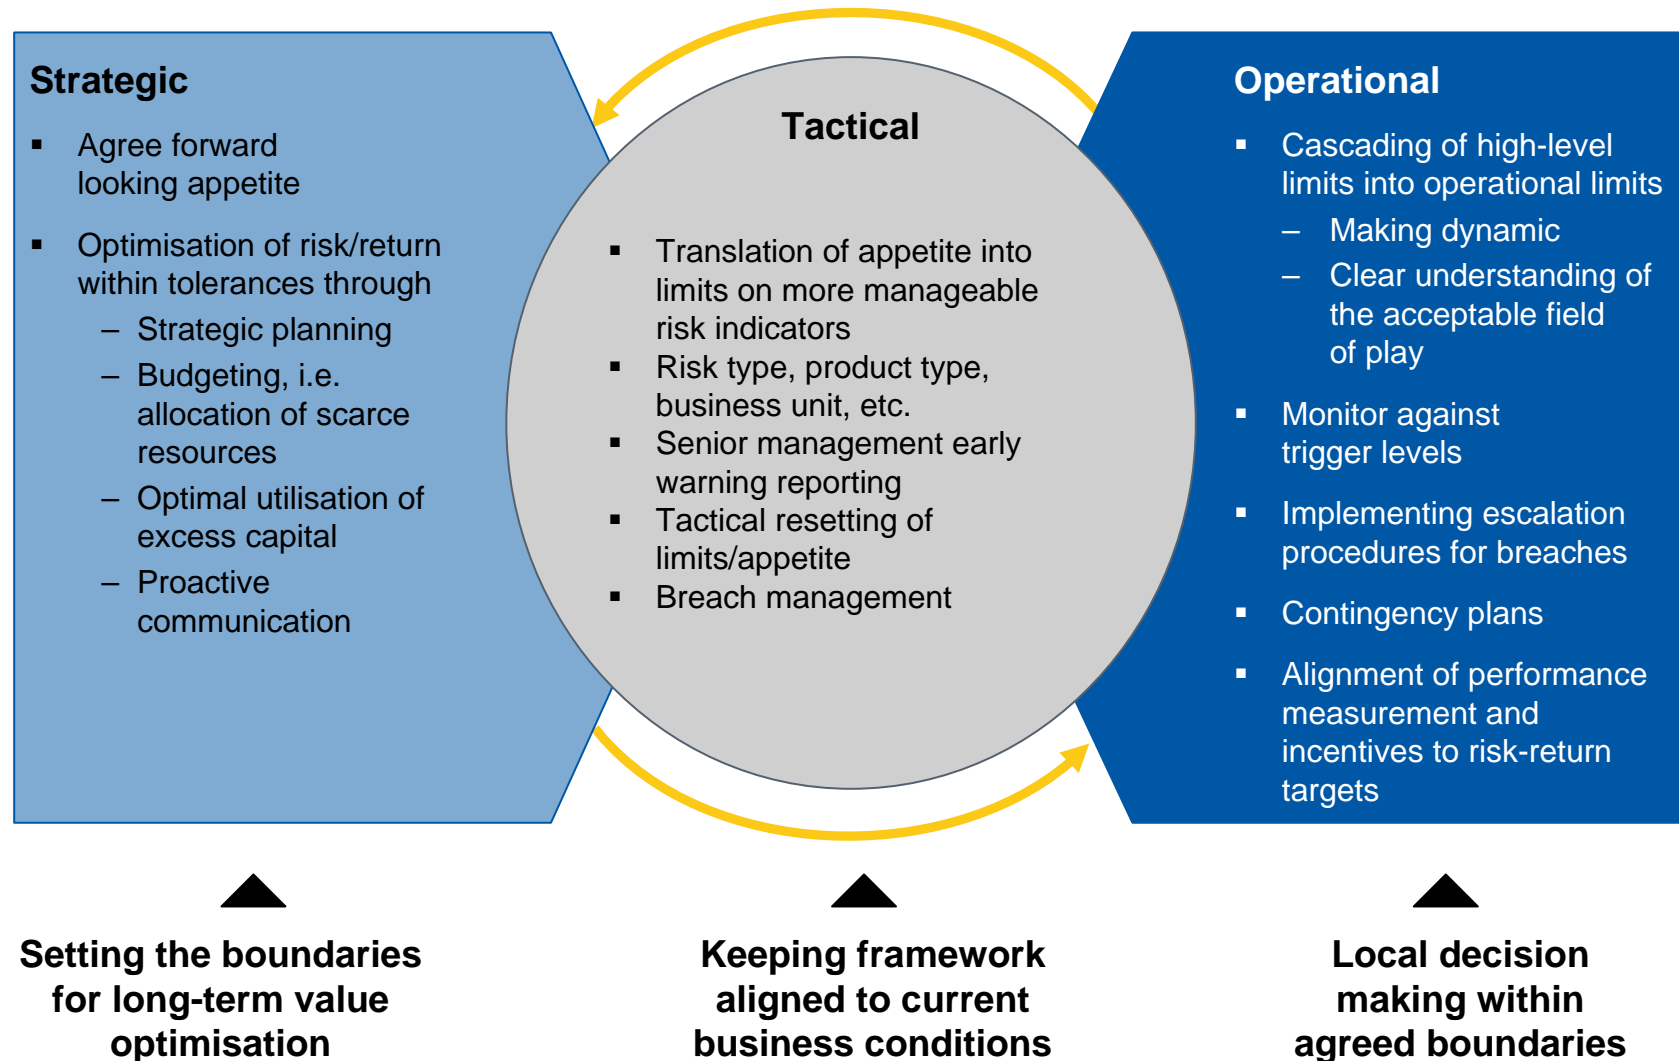 Strategic
▪ Agree forward
looking appetite
▪ Optimisation of risk/return
within tolerances through
– Strategic planning
– Budgeting, i.e.
allocation of scarce
resources
– Optimal utilisation of
excess capital
– Proactive
communication
Tactical
▪ Translation of appetite into
limits on more manageable
risk indicators
▪ Risk type, product type,
business unit, etc.
▪ Senior management early
warning reporting
▪ Tactical resetting of
limits/appetite
▪ Breach management
Operational
▪ Cascading of high-level
limits into operational limits
– Making dynamic
– Clear understanding of
the acceptable field
of play
▪ Monitor against
trigger levels
▪ Implementing escalation
procedures for breaches
▪ Contingency plans
▪ Alignment of performance
measurement and
incentives to risk-return
targets
Setting the boundaries
for long-term value
optimisation
Keeping framework
aligned to current
business conditions
Local decision
making within
agreed boundaries